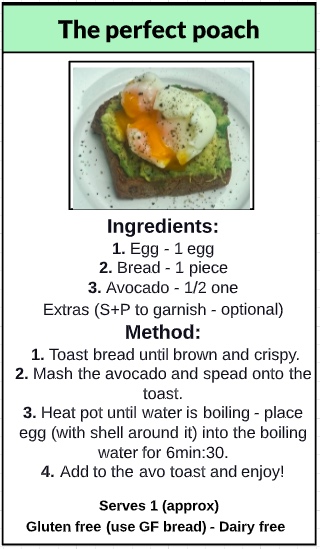 The perfect poach
Ingredients:
1. Egg - 1 egg
2. Bread - 1 piece
3. Avocado - 1/2 one
Extras (S+P to garnish - optional)
Method:
1. Toast bread until brown and crispy.
2. Mash the avocado and spead onto the
toast.
3. Heat pot until water is boiling - place
egg (with shell around it) into the boiling
water for 6min:30.
4. Add to the avo toast and enjoy!
Serves 1 (approx)
Gluten free (use GF bread) - Dairy free